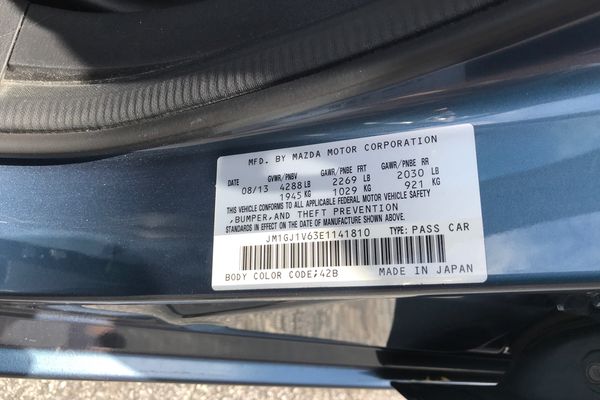 MFD. BY MAZDA MOTOR CORPORATION
DATE GVWR/PNBV GAWR/PNBE FRT GAWR/PNBE RR
08/13 4288 LB 2269 LB 2030 LB
1945 KG 1029 KG 921 KG
THIS VEHICLE CONFORMS TO ALL APPLICABLE FEDERAL MOTOR VEHICLE SAFETY
,BUMPER,AND THEFT PREVENTION
STANDARDS IN EFFECT ON THE DATE OF MANUFACTURE SHOWN ABOVE.
JM1GJ1V63E1141810 TYPE: PASS CAR
BODY COLOR CODE:42B MADE IN JAPAN